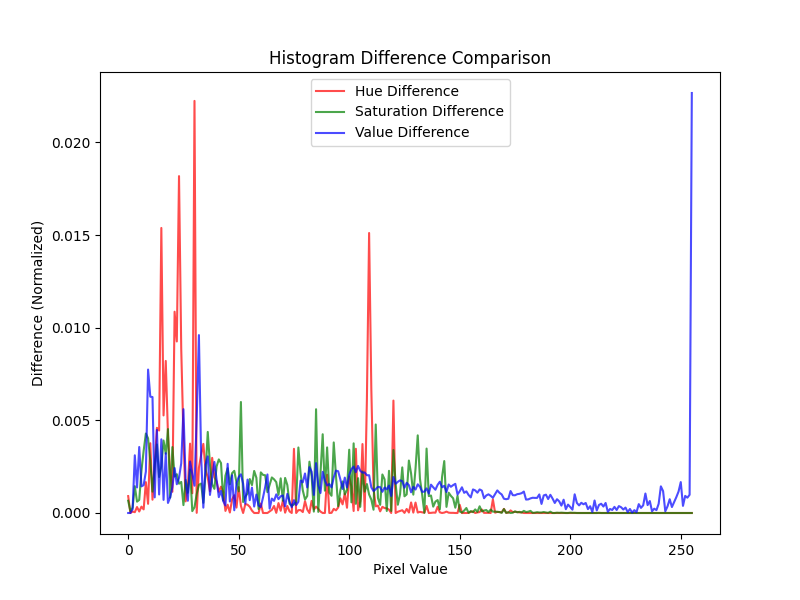 Histogram Difference Comparison
Hue Difference
Saturation Difference
Value Difference
Difference (Normalized)
0.020
0.015
0.010
0.005
0.000
0 50 100 150 200 250
Pixel Value